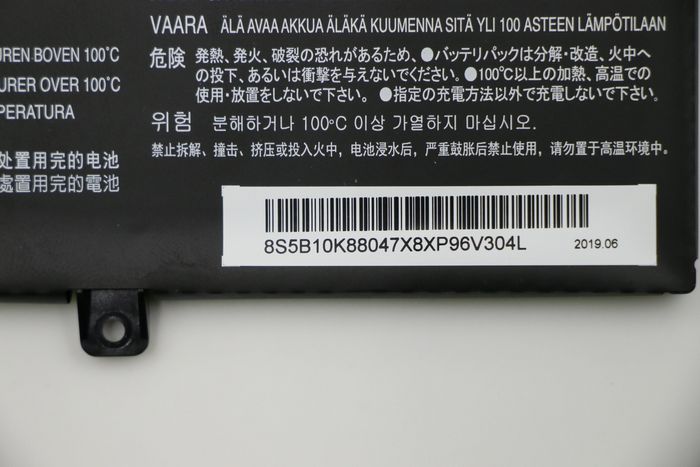 VAARA ÄLÄ AVAA AKKUA ÄLÄKÄ KUUMENNA SITÄ YLI 100 ASTEEN LÄMPÖTILAAN
UREN BOVEN 100°C
URER OVER 100°C
PERATURA
危険 発熱、発火、破裂の恐れがあるため、●バッテリパックは分解・改造、火中へ
の投下、あるいは衝撃を与えないでください。●100℃以上の加熱、高温での
使用・放置をしないで下さい。 ●指定の充電方法以外で充電しないで下さい。
위험 분해하거나 100℃ 이상 가열하지 마십시오.
禁止拆解、撞击、挤压或投入火中，电池浸水后，严重鼓胀后禁止使用，请勿置于高温环境中。
处置用完的电池
處置用完的電池
8S5B10K88047X8XP96V304L
2019.06